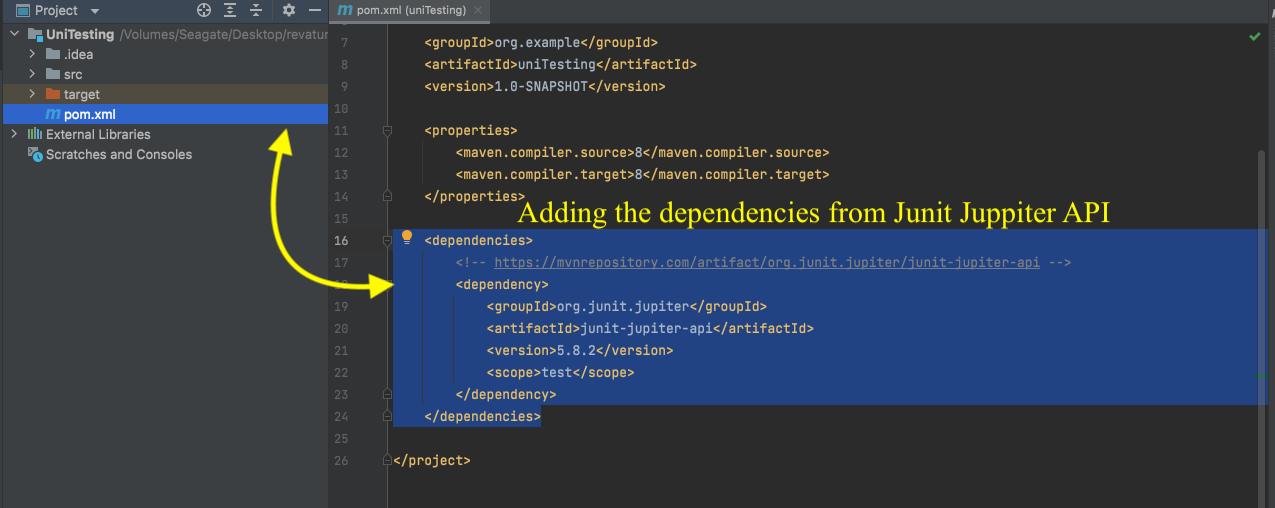 Project
UniTesting /Volumes/Seagate/Desktop/revatur
.idea
src
target
pom.xml
External Libraries
Scratches and Consoles
pom.xml (uniTesting)
7 <groupId>org.example</groupId>
8 <artifactId>uniTesting</artifactId>
9 <version>1.0-SNAPSHOT</version>
10
11 <properties>
12 <maven.compiler.source>8</maven.compiler.source>
13 <maven.compiler.target>8</maven.compiler.target>
14 </properties>
15
Adding the dependencies from Junit Juppiter API
16 <dependencies>
17 <!-- https://mvnrepository.com/artifact/org.junit.jupiter/junit-jupiter-api -->
<dependency>
19 <groupId>org.junit.jupiter</groupId>
20 <artifactId>junit-jupiter-api</artifactId>
21 <version>5.8.2</version>
22 <scope>test</scope>
23 </dependency>
24 </dependencies>
25
26 </project>